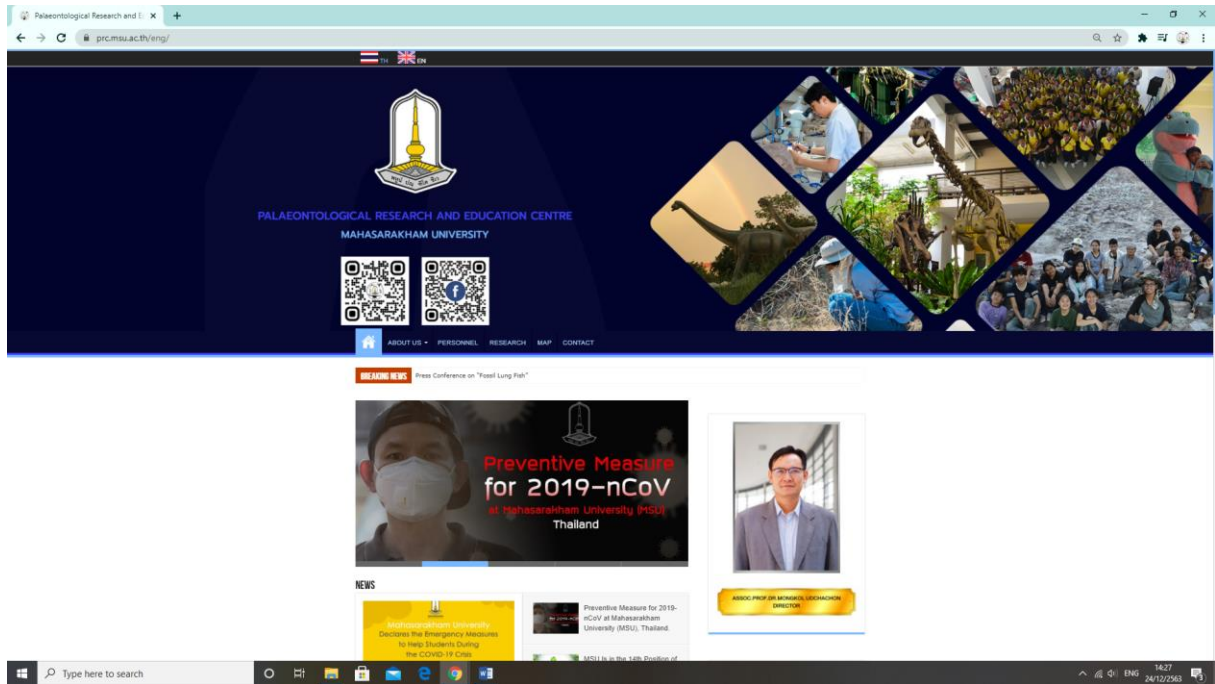 Palaeontological Research and E
prc.msu.ac.th/eng/
TH EN
PALAEONTOLOGICAL RESEARCH AND EDUCATION CENTRE
MAHASARAKHAM UNIVERSITY
ABOUT US PERSONNEL RESEARCH MAP CONTACT
BREAKING NEWS Press Conference on "Fossil Lung Fish"
Preventive Measure
for 2019-nCoV
at Mahasarakham University (MSU)
Thailand
ASSOC.PROF.DR.MONGKOL UDCHACHON
DIRECTOR
NEWS
Mahasarakham University
Declares the Emergency Measures
to Help Students During
the COVID-19 Crisis
Preventive Measure for 2019-
nCoV at Mahasarakham
University (MSU), Thailand.
MSU Is in the 14th Position of
Type here to search
ENG
14:27
24/12/2563